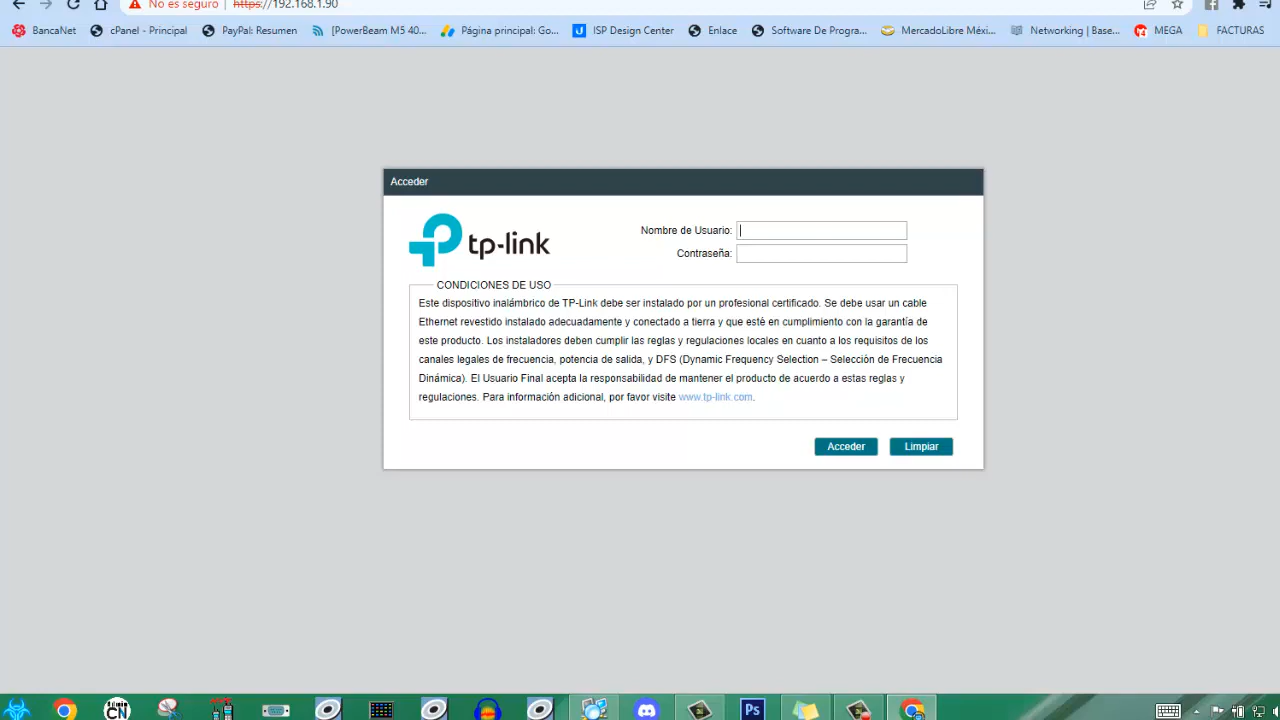 No es seguro | https://192.168.1.90
BancaNet cPanel - Principal PayPal: Resumen [PowerBeam M5 40... Página principal: Go... ISP Design Center Enlace Software De Progra... MercadoLibre Méxi... Networking | Base... MEGA FACTURAS
Acceder
tp-link
Nombre de Usuario:
Contraseña:
CONDICIONES DE USO
Este dispositivo inalámbrico de TP-Link debe ser instalado por un profesional certificado. Se debe usar un cable
Ethernet revestido instalado adecuadamente y conectado a tierra y que esté en cumplimiento con la garantía de
este producto. Los instaladores deben cumplir las reglas y regulaciones locales en cuanto a los requisitos de los
canales legales de frecuencia, potencia de salida, y DFS (Dynamic Frequency Selection – Selección de Frecuencia
Dinámica). El Usuario Final acepta la responsabilidad de mantener el producto de acuerdo a estas reglas y
regulaciones. Para información adicional, por favor visite www.tp-link.com.
Acceder Limpiar
CN Ps